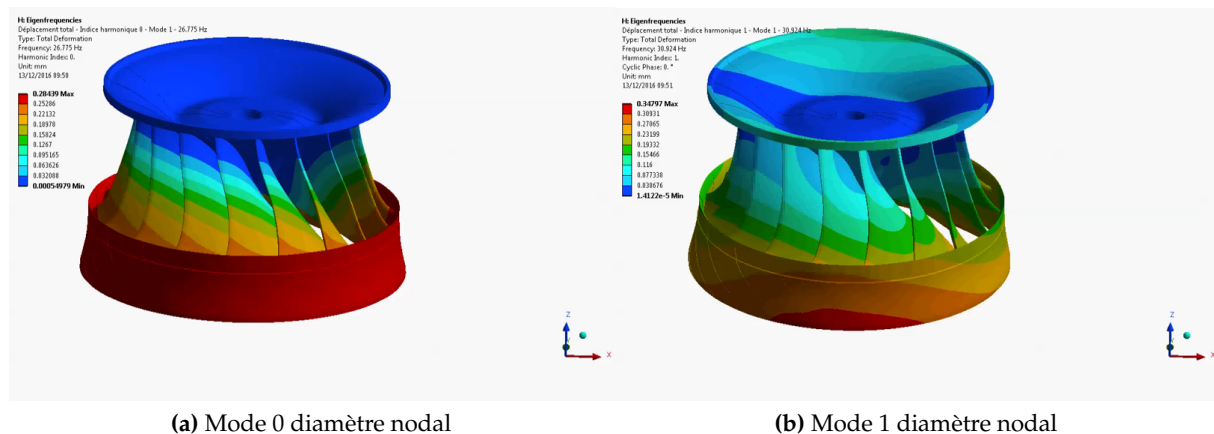 H: Eigenfrequencies
Déplacement total - Indice harmonique 0 - Mode 1 - 26.775 Hz
Type: Total Deformation
Frequency: 26.775 Hz
Harmonic Index: 0.
Unit: mm
13/12/2016 09:50
0.28439 Max
0.25286
0.22132
0.18978
0.15824
0.1267
0.095165
0.063626
0.032088
0.00054979 Min
Z
Y
X
(a) Mode 0 diamètre nodal
H: Eigenfrequencies
Déplacement total - Indice harmonique 1 - Mode 1 - 30.924 Hz
Type: Total Deformation
Frequency: 30.924 Hz
Harmonic Index: 1.
Cyclic Phase: 0. °
Unit: mm
13/12/2016 09:51
0.34797 Max
0.30931
0.27065
0.23199
0.19332
0.15466
0.116
0.077338
0.038676
1.4122e-5 Min
Z
X
(b) Mode 1 diamètre nodal